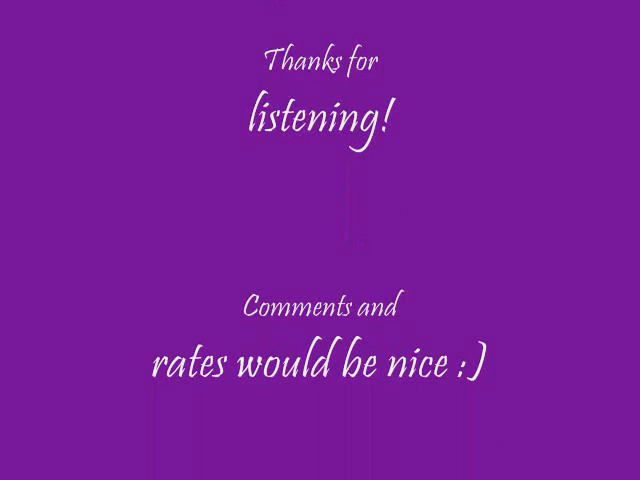 Thanks for
listening!
Comments and
rates would be nice :)